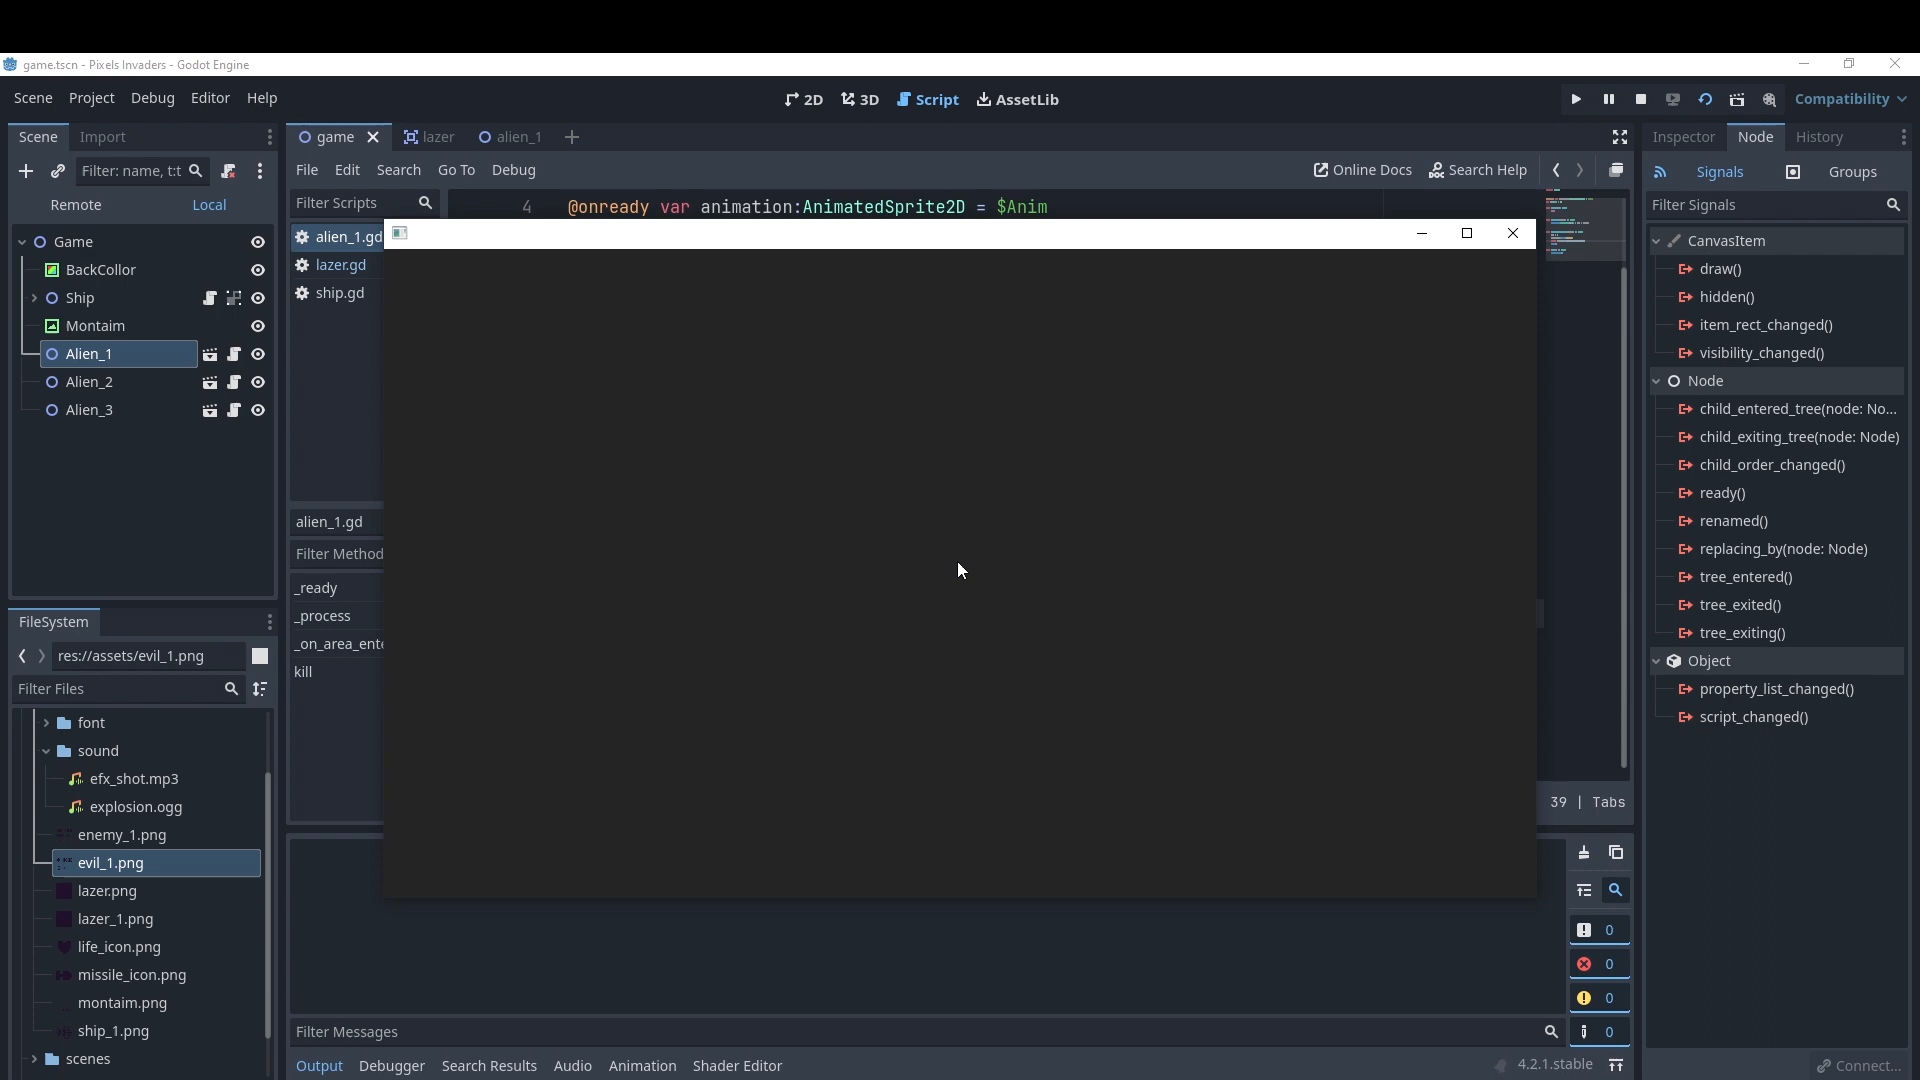 game.tscn - Pixels Invaders - Godot Engine
Scene Project Debug Editor Help
2D 3D Script AssetLib
Compatibility
Scene Import
game lazer alien_1
Inspector Node History
Filter: name, t:t
File Edit Search Go To Debug
Online Docs Search Help
Signals Groups
Remote Local
Filter Scripts
4 @onready var animation:AnimatedSprite2D = $Anim
Filter Signals
Game
BackCollor
Ship
Montaim
Alien_1
Alien_2
Alien_3
alien_1.gd
lazer.gd
ship.gd
alien_1.gd
Filter Method
_ready
_process
_on_area_ente
kill
CanvasItem
draw()
hidden()
item_rect_changed()
visibility_changed()
Node
child_entered_tree(node: No...
child_exiting_tree(node: Node)
child_order_changed()
ready()
renamed()
replacing_by(node: Node)
tree_entered()
tree_exited()
tree_exiting()
Object
property_list_changed()
script_changed()
FileSystem
res://assets/evil_1.png
Filter Files
font
sound
efx_shot.mp3
explosion.ogg
enemy_1.png
evil_1.png
lazer.png
lazer_1.png
life_icon.png
missile_icon.png
montaim.png
ship_1.png
scenes
39 | Tabs
0
0
0
0
Filter Messages
Output Debugger Search Results Audio Animation Shader Editor
4.2.1.stable
Connect...